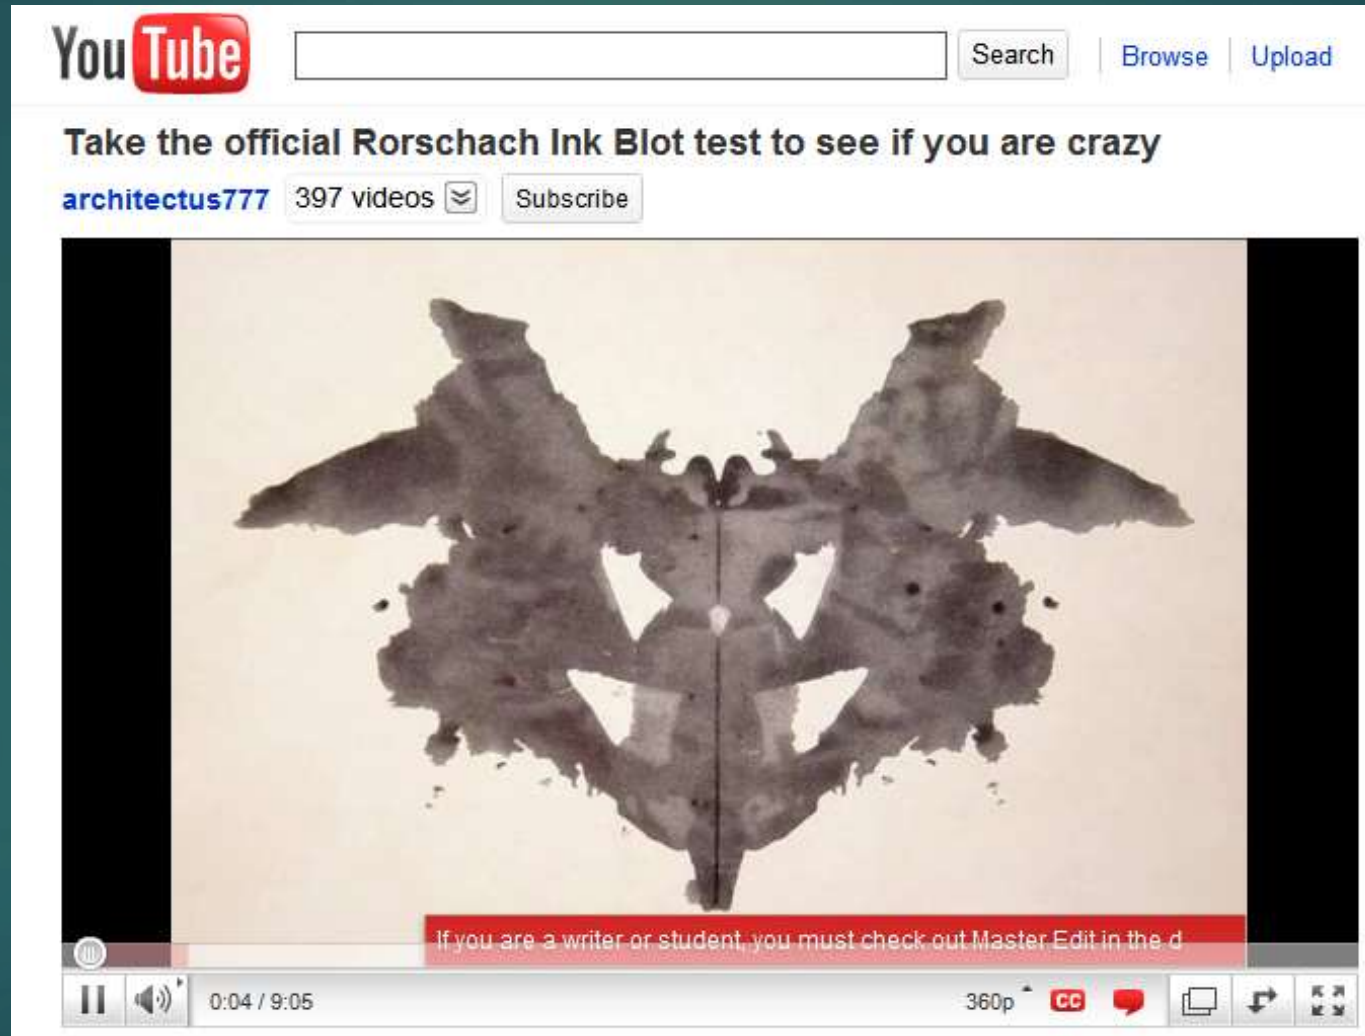 YouTube Search Browse Upload
Take the official Rorschach Ink Blot test to see if you are crazy
architectus777 397 videos Subscribe
If you are a writer or student, you must check out Master Edit in the d
0:04 / 9:05 360p CC